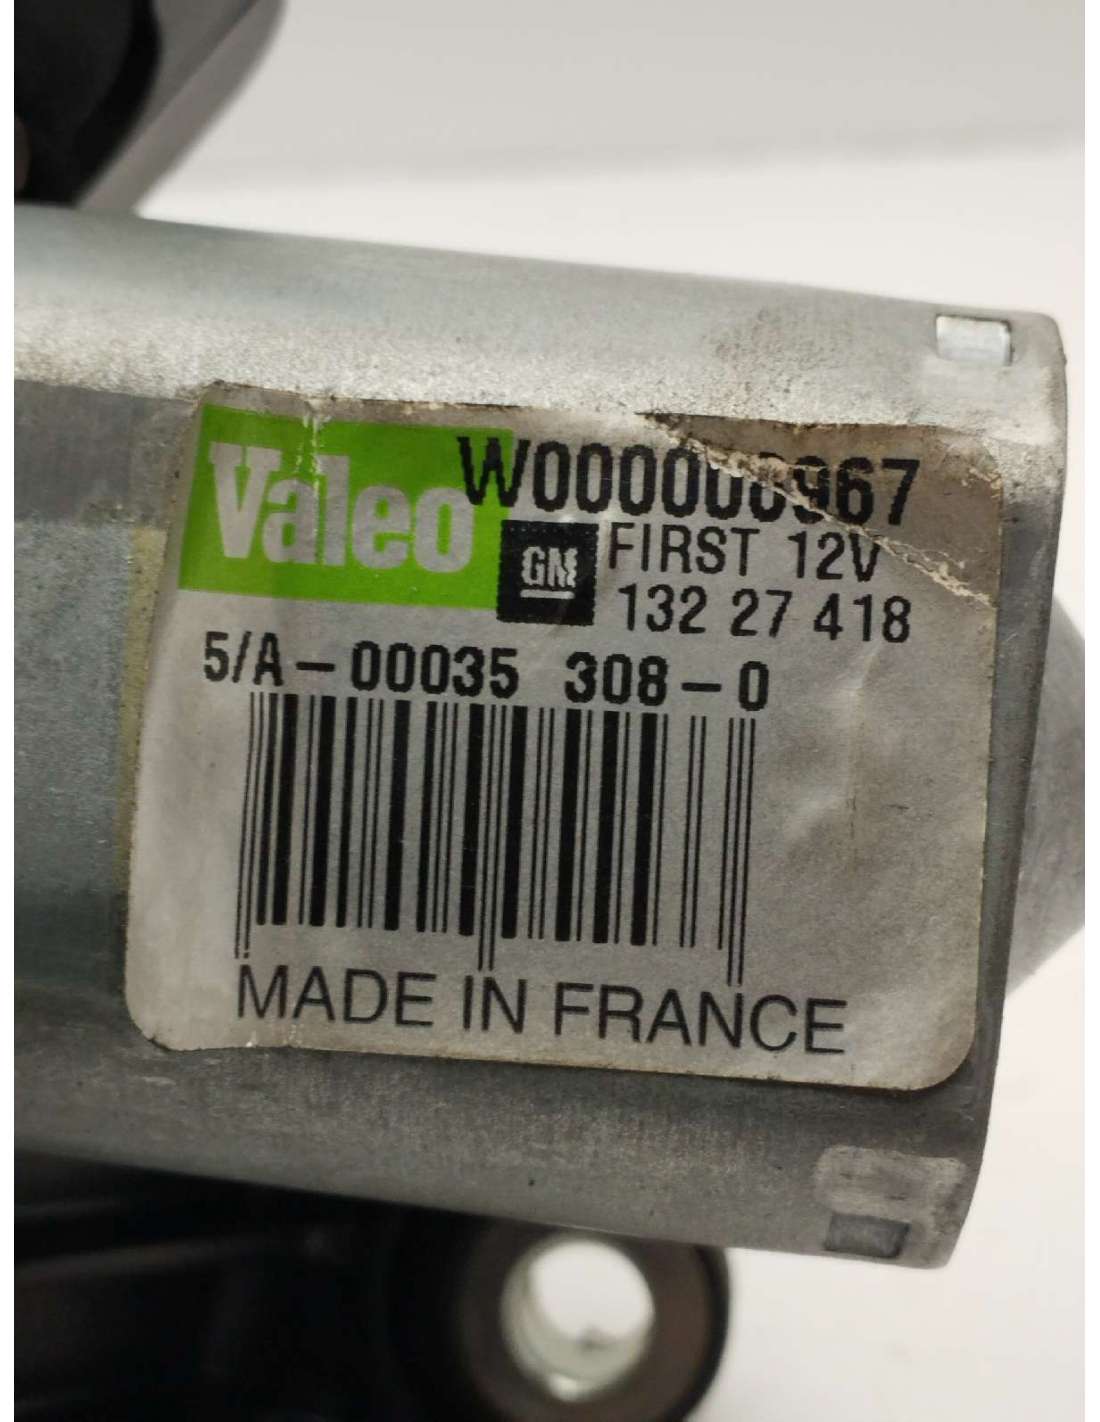 Valeo W000000967
GM FIRST 12V
132 27 418
5/A-00035 308-0
MADE IN FRANCE